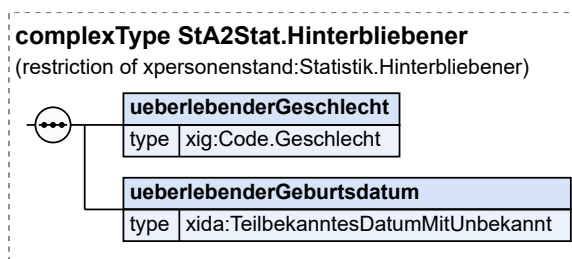 complexType StA2Stat.Hinterbliebener
(restriction of xpersonenstand:Statistik.Hinterbliebener)
ueberlebenderGeschlecht
type xig:Code.Geschlecht
ueberlebenderGeburtsdatum
type xida:TeilbekanntesDatumMitUnbekannt